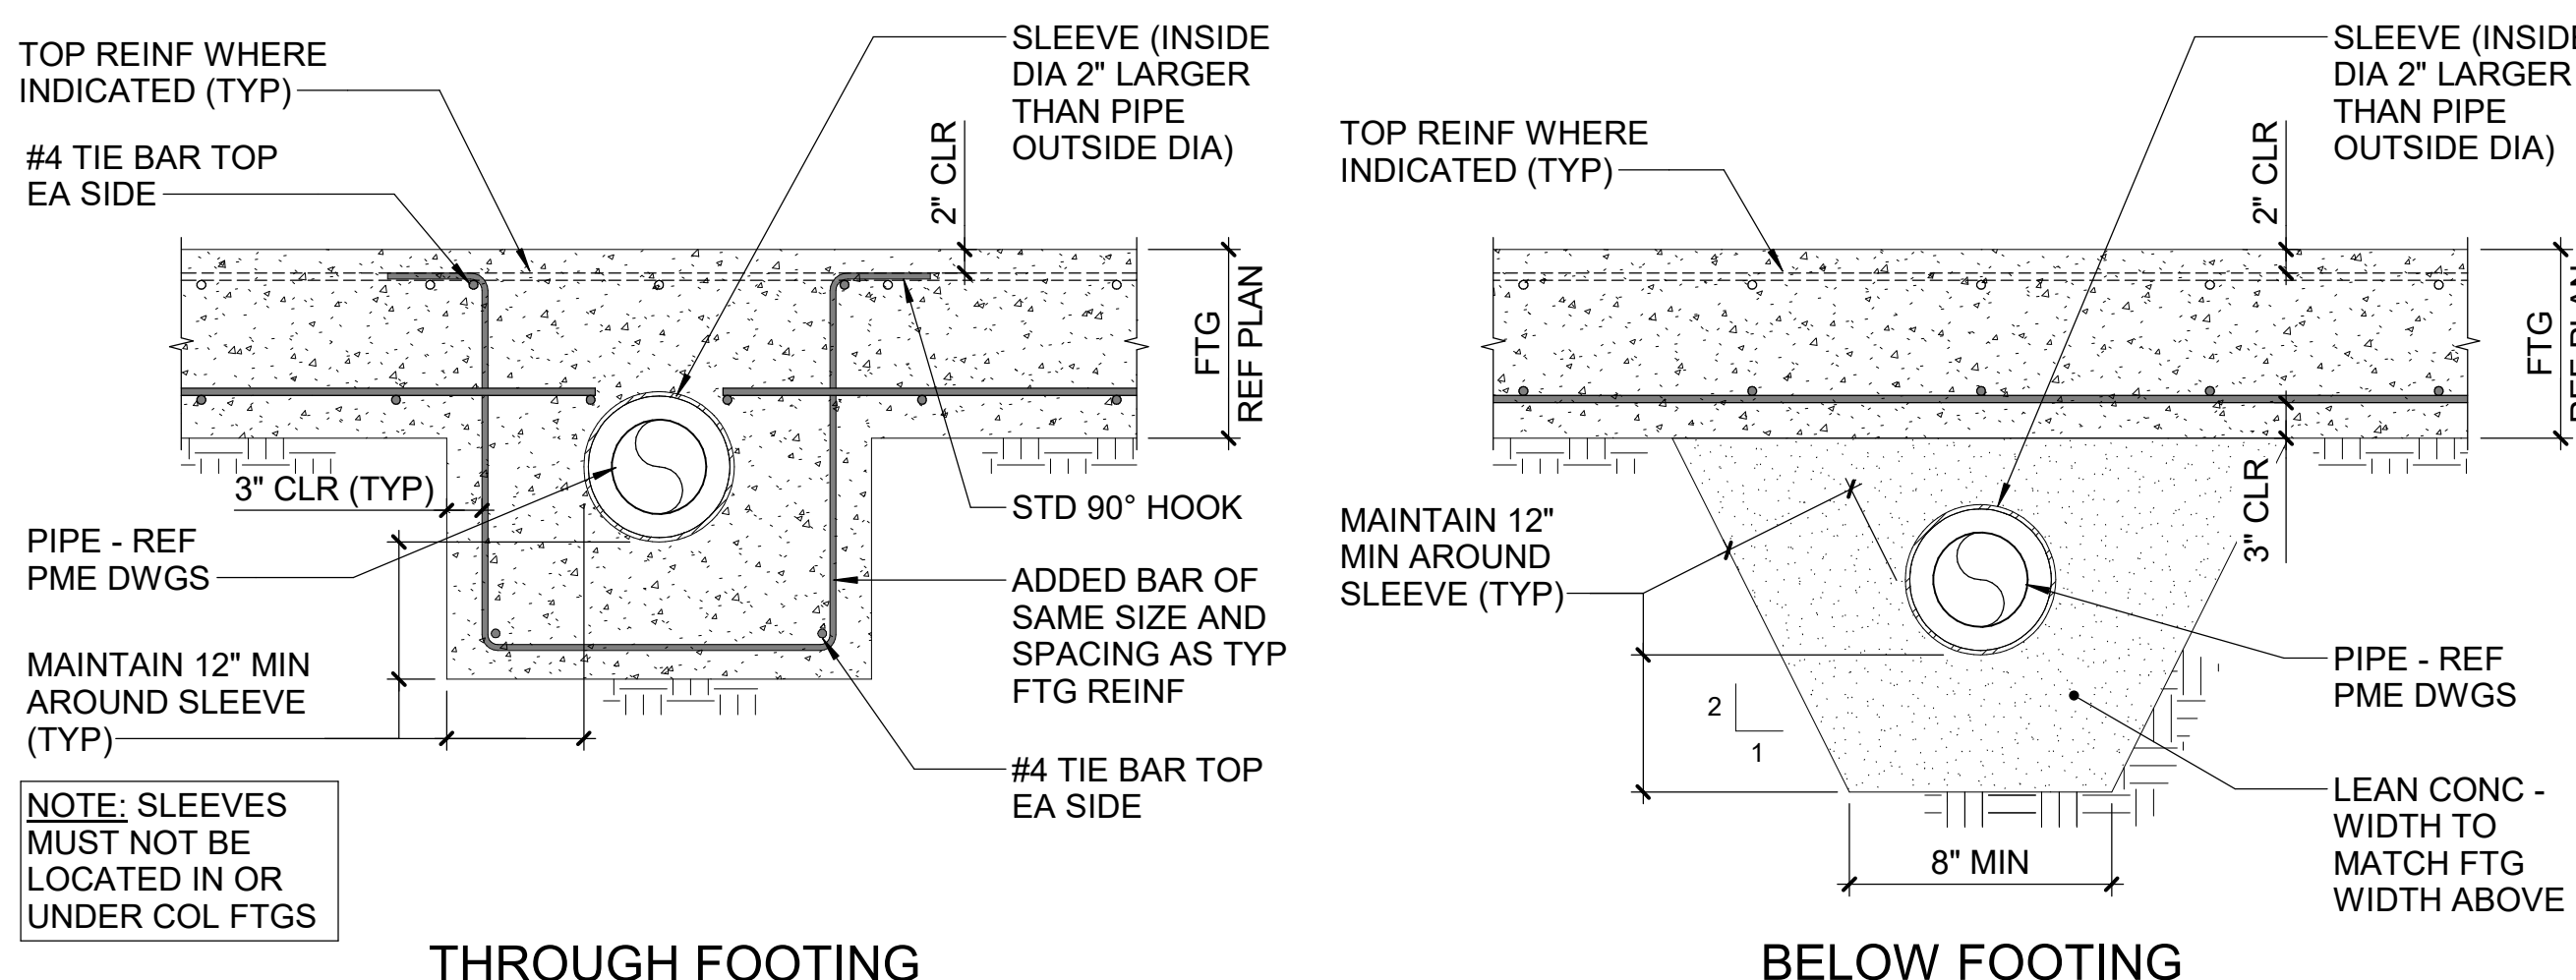 TOP REINF WHERE
INDICATED (TYP)
#4 TIE BAR TOP
EA SIDE
SLEEVE (INSIDE
DIA 2" LARGER
THAN PIPE
OUTSIDE DIA)
2" CLR
FTG
REF PLAN
3" CLR (TYP)
PIPE - REF
PME DWGS
MAINTAIN 12" MIN
AROUND SLEEVE
(TYP)
STD 90° HOOK
ADDED BAR OF
SAME SIZE AND
SPACING AS TYP
FTG REINF
#4 TIE BAR TOP
EA SIDE
NOTE: SLEEVES
MUST NOT BE
LOCATED IN OR
UNDER COL FTGS
THROUGH FOOTING
TOP REINF WHERE
INDICATED (TYP)
SLEEVE (INSIDE
DIA 2" LARGER
THAN PIPE
OUTSIDE DIA)
2" CLR
FTG
3" CLR
MAINTAIN 12"
MIN AROUND
SLEEVE (TYP)
2
1
8" MIN
PIPE - REF
PME DWGS
LEAN CONC -
WIDTH TO
MATCH FTG
WIDTH ABOVE
BELOW FOOTING